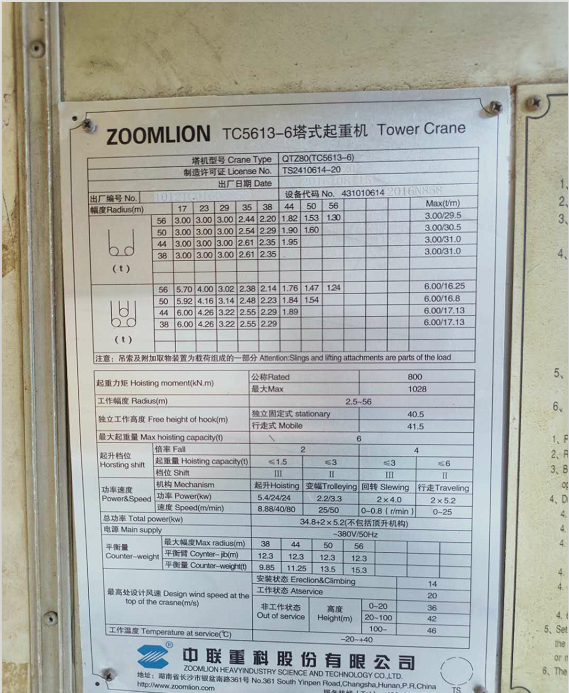 ZOOMLION TC5613-6塔式起重机 Tower Crane
塔机型号 Crane Type QTZ80(TC5613-6)
制造许可证 License No. TS2410614-20
出厂日期 Date
出厂编号 No. 设备代码 No. 431010614 2016
幅度Radius(m) 17 23 29 35 38 44 50 56 Max(t/m)
56 3.00 3.00 3.00 2.44 2.20 1.82 1.53 1.30 3.00/29.5
50 3.00 3.00 3.00 2.54 2.29 1.90 1.60 3.00/30.5
44 3.00 3.00 3.00 2.61 2.35 1.95 3.00/31.0
38 3.00 3.00 3.00 2.61 2.35 3.00/31.0
(t)
56 5.70 4.00 3.02 2.38 2.14 1.76 1.47 1.24 6.00/16.25
50 5.92 4.16 3.14 2.48 2.23 1.84 1.54 6.00/16.8
44 6.00 4.26 3.22 2.55 2.29 1.89 6.00/17.13
38 6.00 4.26 3.22 2.55 2.29 6.00/17.13
(t)
注意：吊索及附加取物装置为载荷组成的一部分 Attention:Slings and lifting attachments are parts of the load
起重力矩 Hoisting moment(kN.m) 公称Rated 800
最大Max 1028
工作幅度 Radius(m) 2.5~56
独立工作高度 Free height of hook(m) 独立固定式 stationary 40.5
行走式 Mobile 41.5
最大起重量 Max hoisting capacity(t) \ 6
起升档位 Horsting shift 倍率 Fall 2 4
起重量 Hoisting capacity(t) ≤1.5 ≤3 ≤3 ≤6
档位 Shift III II III II
功率速度 Power&Speed 机构 Mechanism 起升Hoisting 变幅Trolleying 回转 Slewing 行走Traveling
功率 Power(kw) 5.4/24/24 2.2/3.3 2×4.0 2×5.2
速度 Speed(m/min) 8.88/40/80 25/50 0~0.8 (r/min) 0~25
总功率 Total power(kw) 34.8+2×5.2(不包括顶升机构)
电源 Main supply ~380V/50Hz
平衡量 Counter-weight 最大幅度Max radius(m) 38 44 50 56
平衡臂 Coynter- jib(m) 12.3 12.3 12.3 12.3
平衡量 Counter-weight(t) 9.85 11.25 13.5 15.3
最高处设计风速 Design wind speed at the top of the crasne(m/s) 安装状态 Erection&Climbing 14
工作状态 Atservice 20
非工作状态 Out of service 高度 Height(m) 0~20 36
20~100 42
100~ 46
工作温度 Temperature at service(℃) -20~+40
中联重科股份有限公司
ZOOMLION HEAVYINDUSTRY SCIENCE AND TECHNOLOGY CO.,LTD.
地址：湖南省长沙市银盆南路361号 No.361 South Yinpen Road,Changsha,Hunan,P.R.China
http://www.zoomlion.com
TS